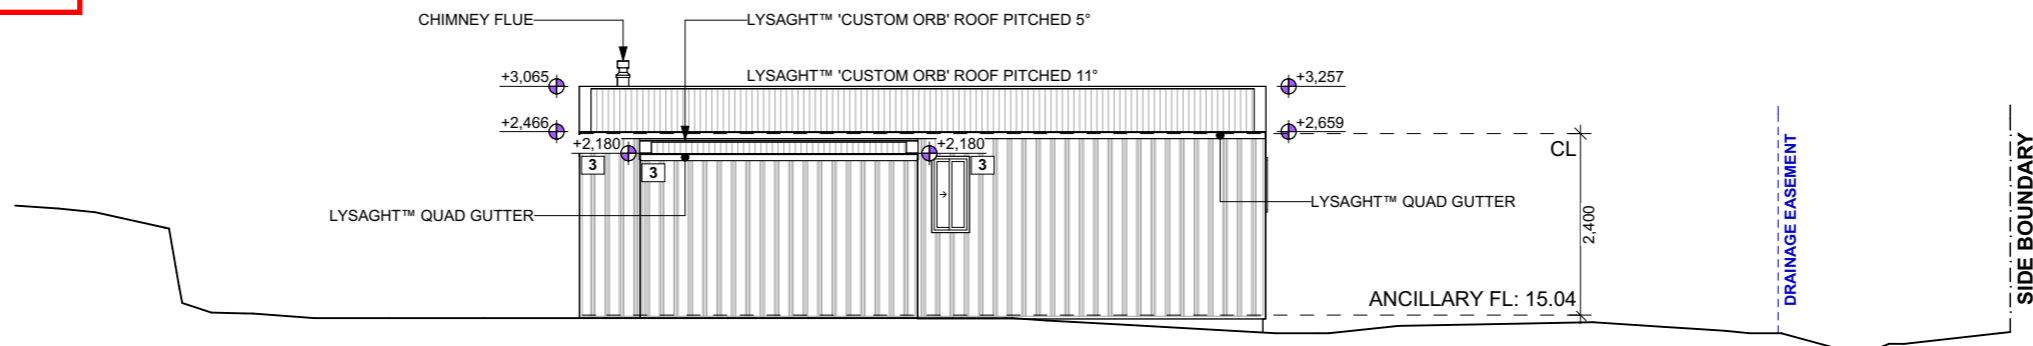 CHIMNEY FLUE
LYSAGHT™ 'CUSTOM ORB' ROOF PITCHED 5°
+3,065
LYSAGHT™ 'CUSTOM ORB' ROOF PITCHED 11°
+3,257
+2,466
+2,659
+2,180
+2,180
CL
3
3
3
LYSAGHT™ QUAD GUTTER
LYSAGHT™ QUAD GUTTER
2,400
DRAINAGE EASEMENT
SIDE BOUNDARY
ANCILLARY FL: 15.04